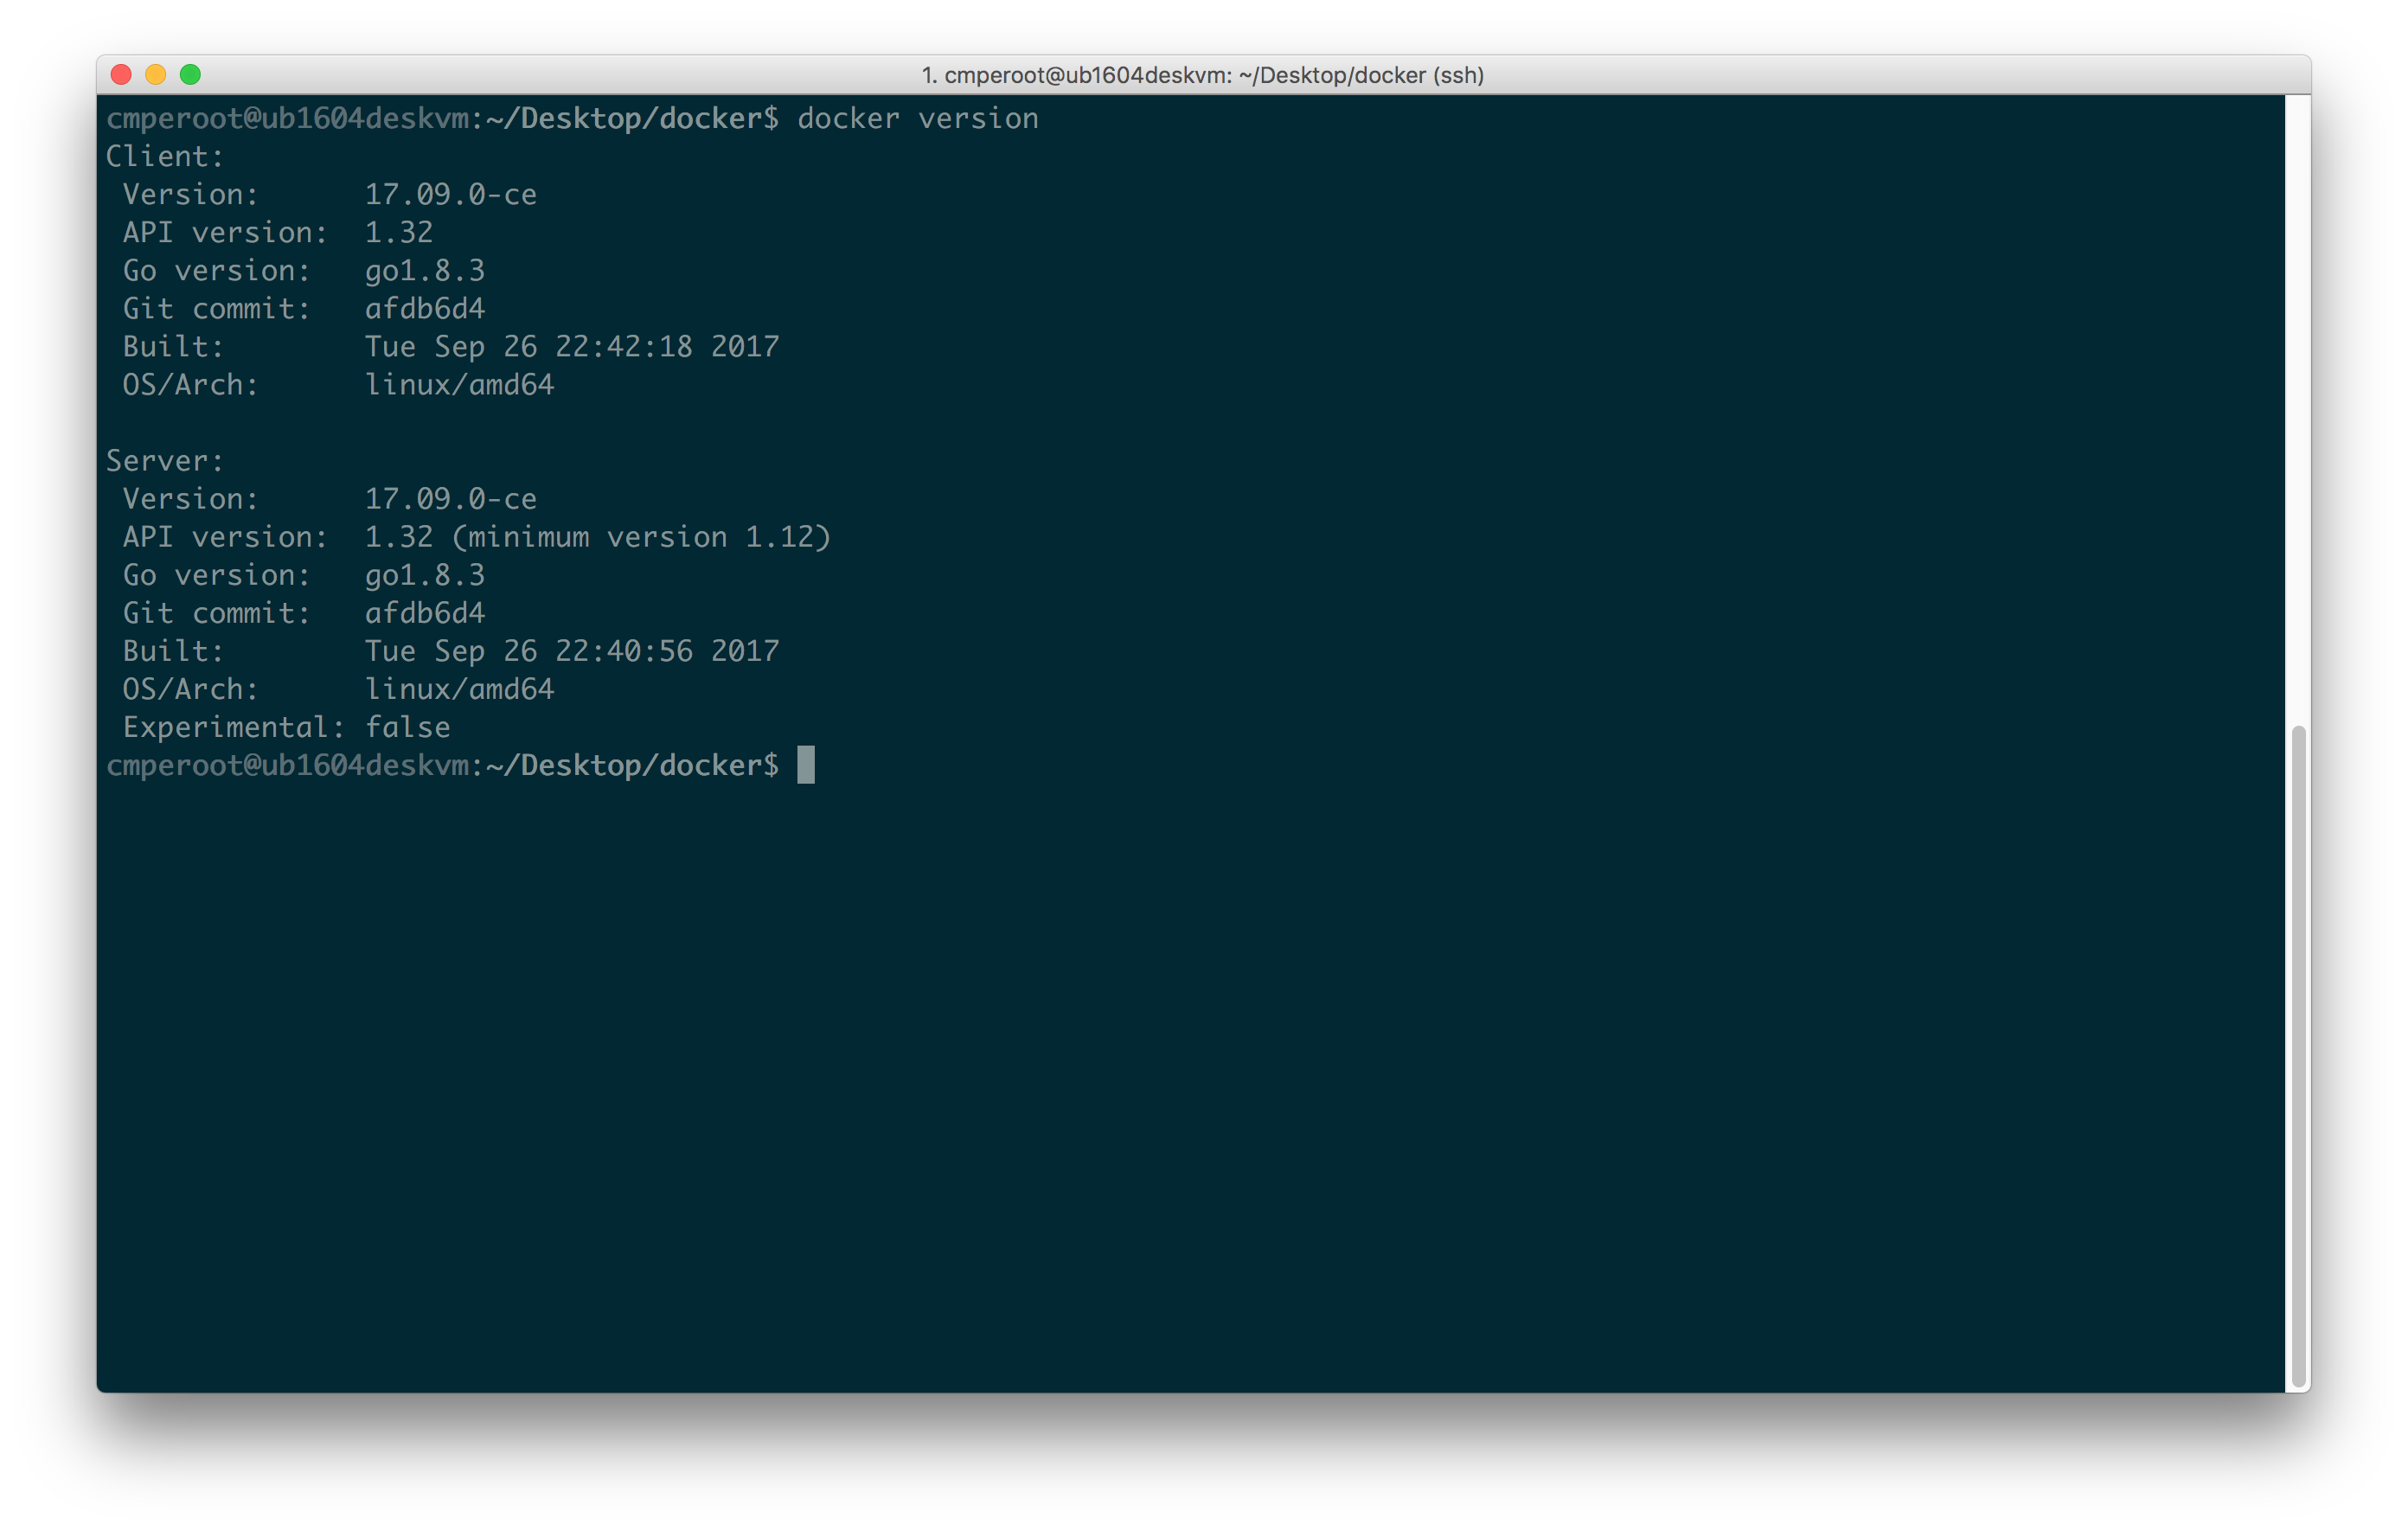 1. cmperoot@ub1604deskvm: ~/Desktop/docker (ssh)
cmperoot@ub1604deskvm:~/Desktop/docker$ docker version
Client:
 Version:      17.09.0-ce
 API version:  1.32
 Go version:   go1.8.3
 Git commit:   afdb6d4
 Built:        Tue Sep 26 22:42:18 2017
 OS/Arch:      linux/amd64

Server:
 Version:      17.09.0-ce
 API version:  1.32 (minimum version 1.12)
 Go version:   go1.8.3
 Git commit:   afdb6d4
 Built:        Tue Sep 26 22:40:56 2017
 OS/Arch:      linux/amd64
 Experimental: false
cmperoot@ub1604deskvm:~/Desktop/docker$